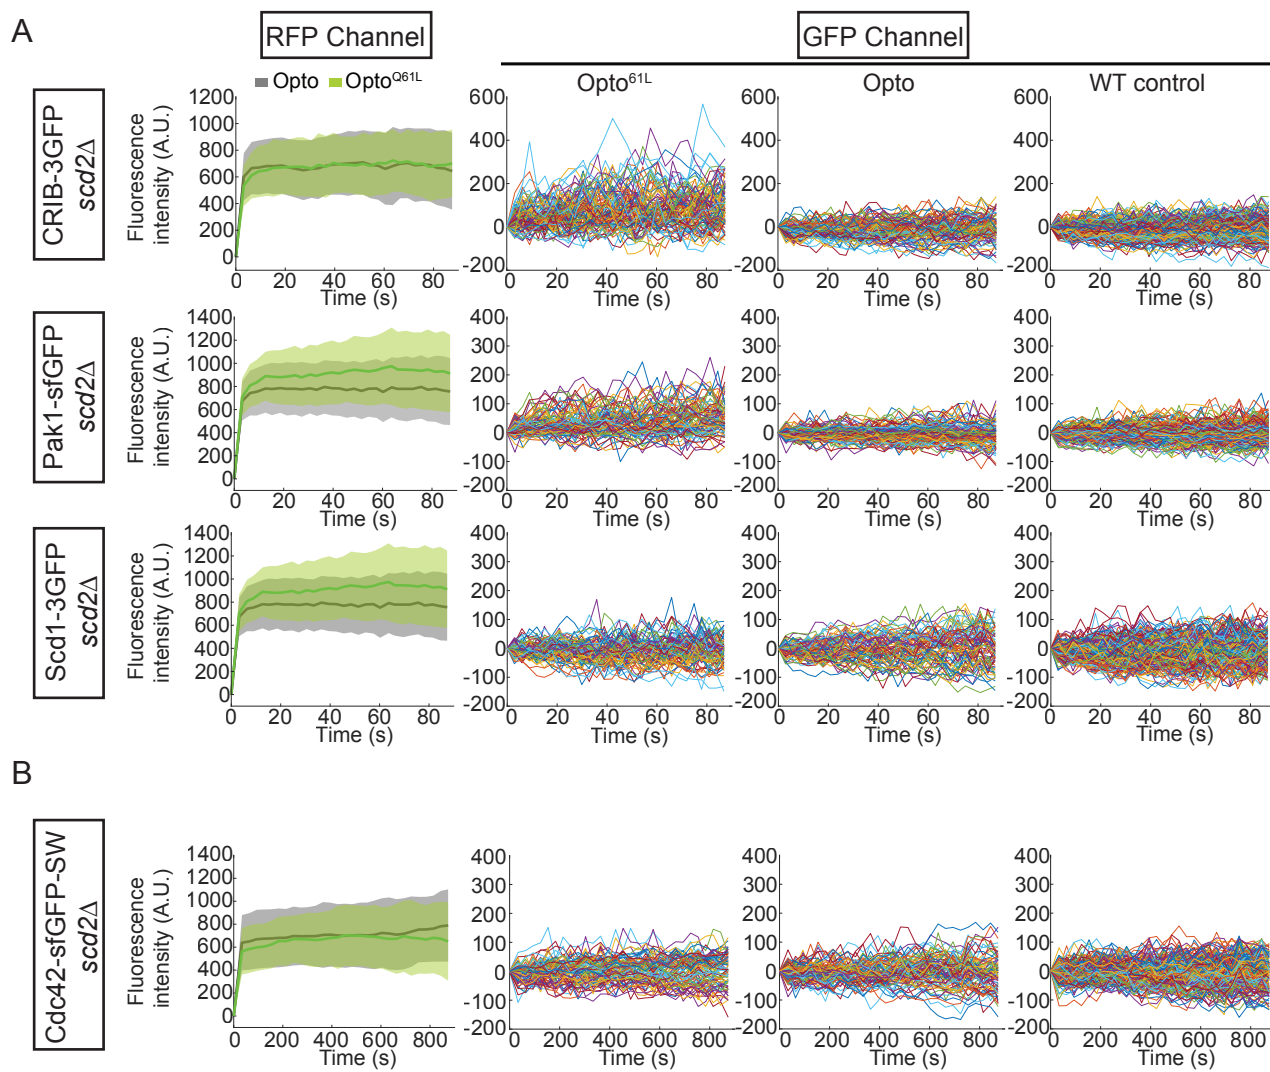 A
RFP Channel
GFP Channel
Opto
OptoQ61L
Opto61L
Opto
WT control
CRIB-3GFP
scd2Δ
Fluorescence
intensity (A.U.)
1200
1000
800
600
400
200
0
0 20 40 60 80
Time (s)
600
400
200
0
-200
0 20 40 60 80
Time (s)
600
400
200
0
-200
0 20 40 60 80
Time (s)
600
400
200
0
-200
0 20 40 60 80
Time (s)
Pak1-sfGFP
scd2Δ
Fluorescence
intensity (A.U.)
1400
1200
1000
800
600
400
200
0
0 20 40 60 80
Time (s)
400
300
200
100
0
-100
-200
0 20 40 60 80
Time (s)
400
300
200
100
0
-100
-200
0 20 40 60 80
Time (s)
400
300
200
100
0
-100
-200
0 20 40 60 80
Time (s)
Scd1-3GFP
scd2Δ
Fluorescence
intensity (A.U.)
1400
1200
1000
800
600
400
200
0
0 20 40 60 80
Time (s)
400
300
200
100
0
-100
-200
0 20 40 60 80
Time (s)
400
300
200
100
0
-100
-200
0 20 40 60 80
Time (s)
400
300
200
100
0
-100
-200
0 20 40 60 80
Time (s)
B
Cdc42-sfGFP-SW
scd2Δ
Fluorescence
intensity (A.U.)
1400
1200
1000
800
600
400
200
0
0 200 400 600 800
Time (s)
400
300
200
100
0
-100
-200
0 200 400 600 800
Time (s)
400
300
200
100
0
-100
-200
0 200 400 600 800
Time (s)
400
300
200
100
0
-100
-200
0 200 400 600 800
Time (s)